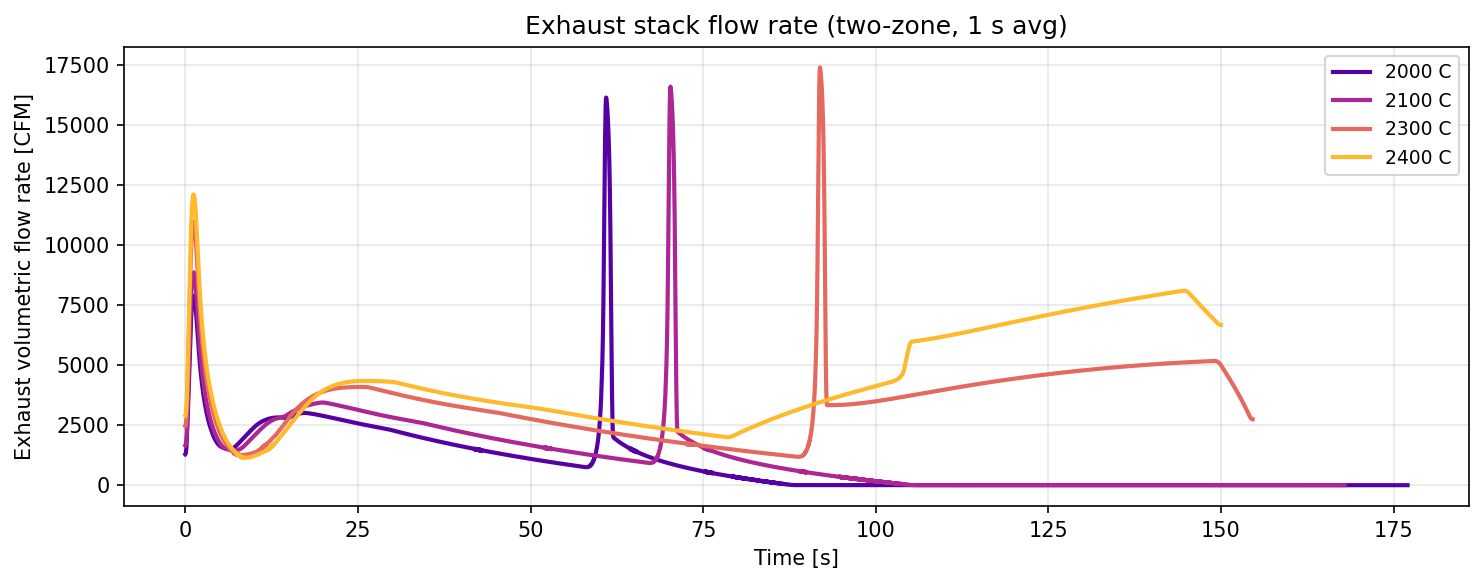 Exhaust stack flow rate (two-zone, 1 s avg)
Exhaust volumetric flow rate [CFM]
17500
15000
12500
10000
7500
5000
2500
0
2000 C
2100 C
2300 C
2400 C
0
25
50
75
100
125
150
175
Time [s]